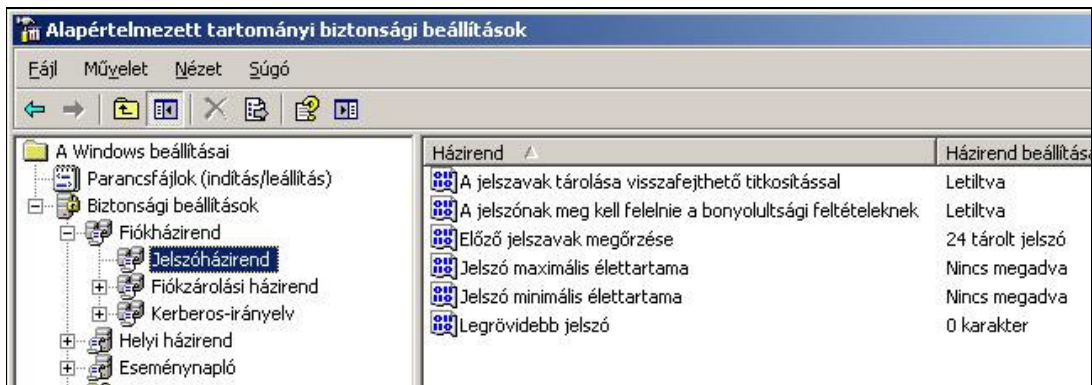 Alapértelmezett tartományi biztonsági beállítások
Fájl Művelet Nézet Súgó
A Windows beállításai
Parancsfájlok (indítás/leállítás)
Biztonsági beállítások
Fiókházirend
Jelszóházirend
Fiókzárolási házirend
Kerberos-irányelv
Helyi házirend
Eseménynapló
Házirend Házirend beállítás
A jelszavak tárolása visszafejthető titkosítással Letiltva
A jelszónak meg kell felelnie a bonyolultsági feltételeknek Letiltva
Előző jelszavak megőrzése 24 tárolt jelszó
Jelszó maximális élettartama Nincs megadva
Jelszó minimális élettartama Nincs megadva
Legrövidebb jelszó 0 karakter